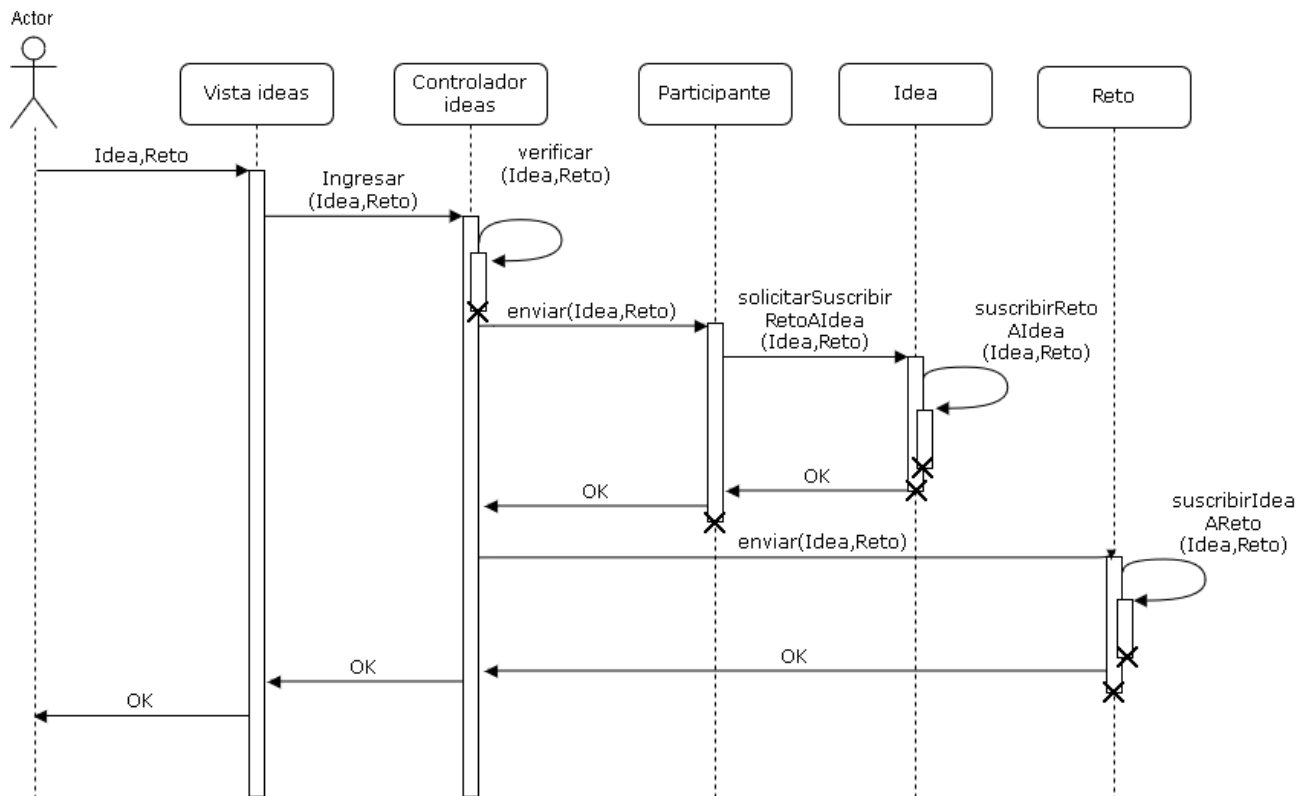 Actor
Vista ideas
Controlador
ideas
Participante
Idea
Reto
Idea,Reto
Ingresar
(Idea,Reto)
verificar
(Idea,Reto)
enviar(Idea,Reto)
solicitarSuscribir
RetoAIdea
(Idea,Reto)
suscribirReto
AIdea
(Idea,Reto)
OK
OK
enviar(Idea,Reto)
suscribirIdea
AReto
(Idea,Reto)
OK
OK
OK